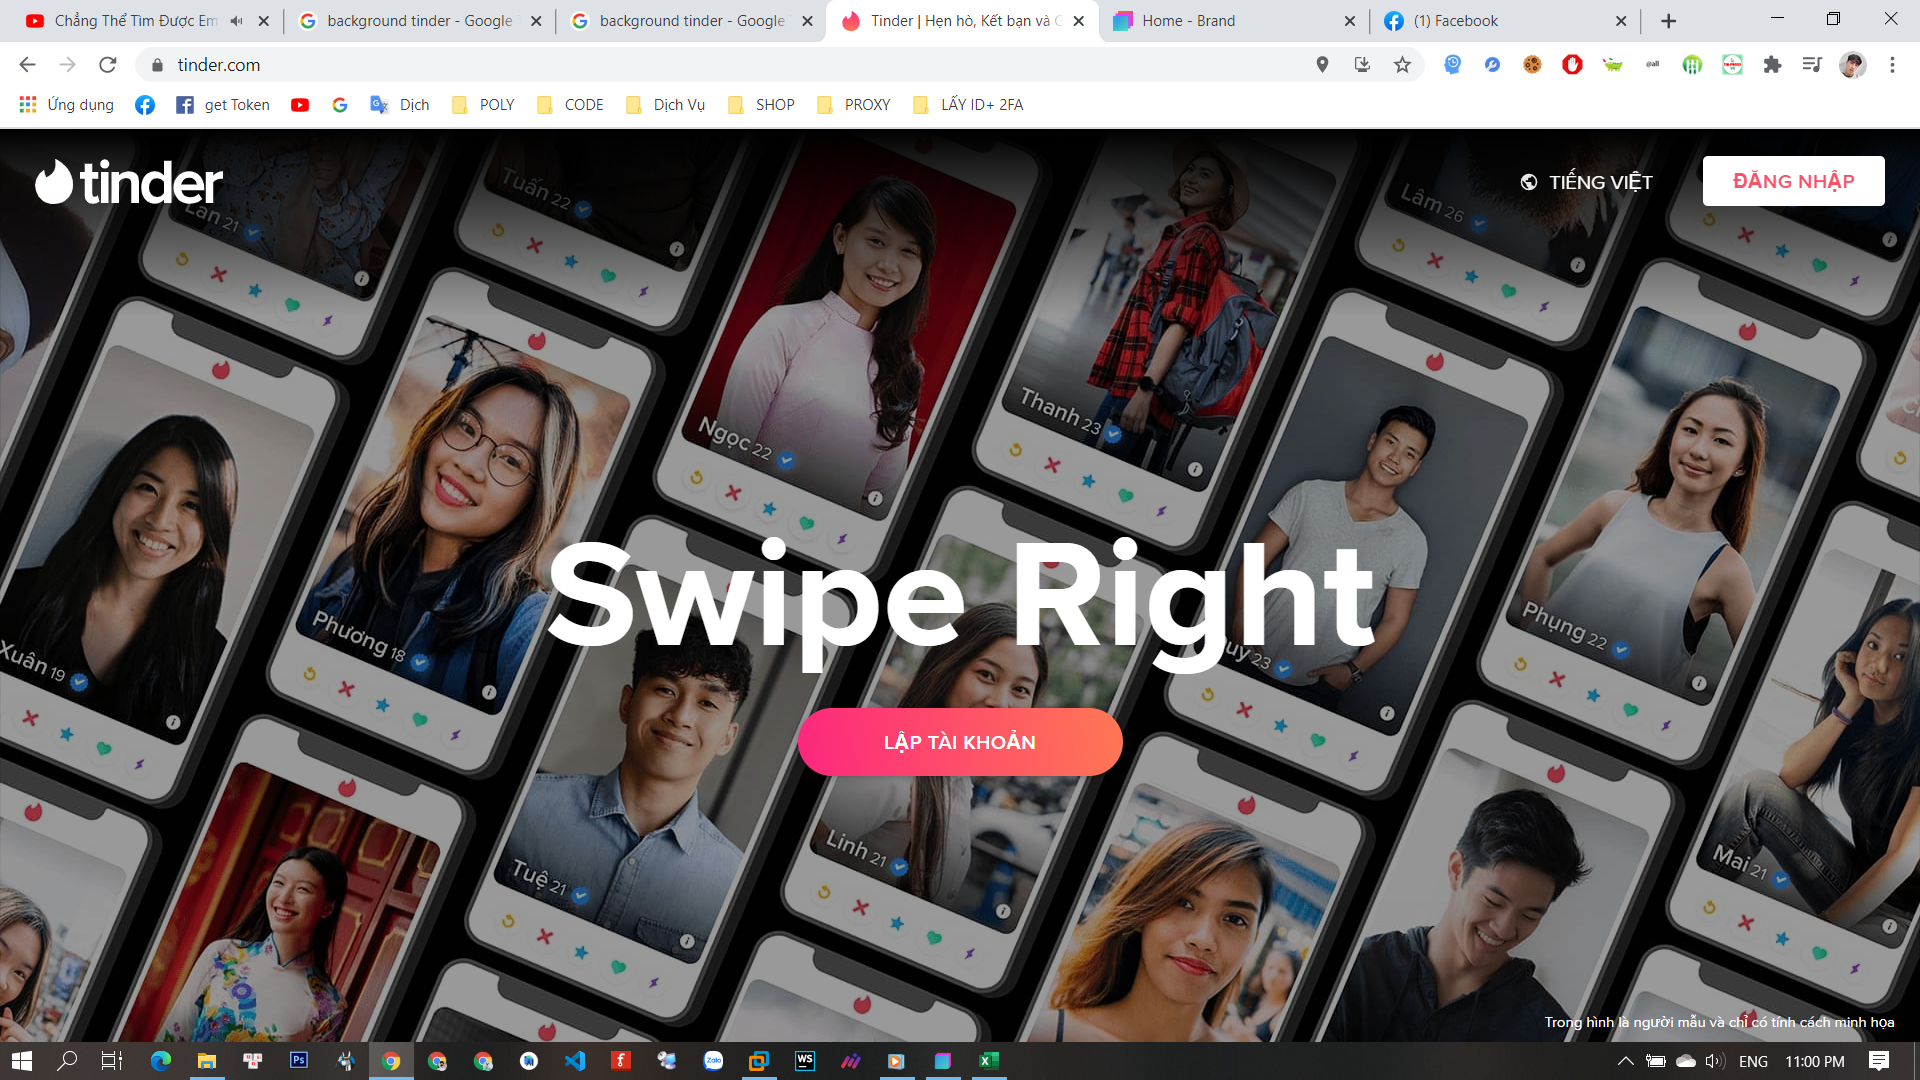 Chẳng Thể Tìm Được Em
background tinder - Google
background tinder - Google
Tinder | Hẹn hò, Kết bạn và G
Home - Brand
(1) Facebook
tinder.com
Ứng dụng
get Token
Dịch
POLY
CODE
Dịch Vụ
SHOP
PROXY
LẤY ID+ 2FA
tinder
TIẾNG VIỆT
ĐĂNG NHẬP
Lan 21
Tuấn 22
Lâm 26
Ngọc 22
Thanh 23
Xuân 19
Phương 18
uy 23
Phụng 22
Swipe Right
LẬP TÀI KHOẢN
Tuệ 21
Linh 21
Mai 21
Trong hình là người mẫu và chỉ có tính cách minh họa
Ps
Zalo
WS
ENG
11:00 PM